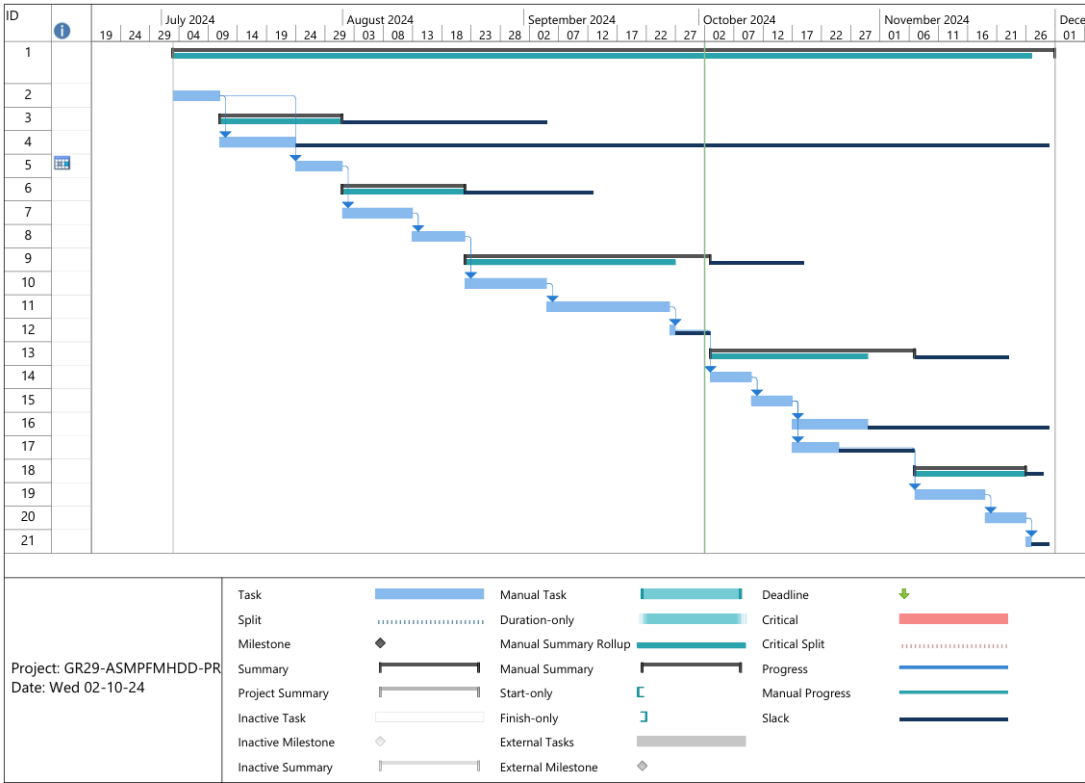 ID
July 2024 August 2024 September 2024 October 2024 November 2024 Dece
19 24 29 04 09 14 19 24 29 03 08 13 18 23 28 02 07 12 17 22 27 02 07 12 17 22 27 01 06 11 16 21 26 01
1
2
3
4
5
6
7
8
9
10
11
12
13
14
15
16
17
18
19
20
21
Project: GR29-ASMPFMHDD-PR
Date: Wed 02-10-24
Task Manual Task Deadline
Split Duration-only Critical
Milestone Manual Summary Rollup Critical Split
Summary Manual Summary Progress
Project Summary Start-only Manual Progress
Inactive Task Finish-only Slack
Inactive Milestone External Tasks
Inactive Summary External Milestone